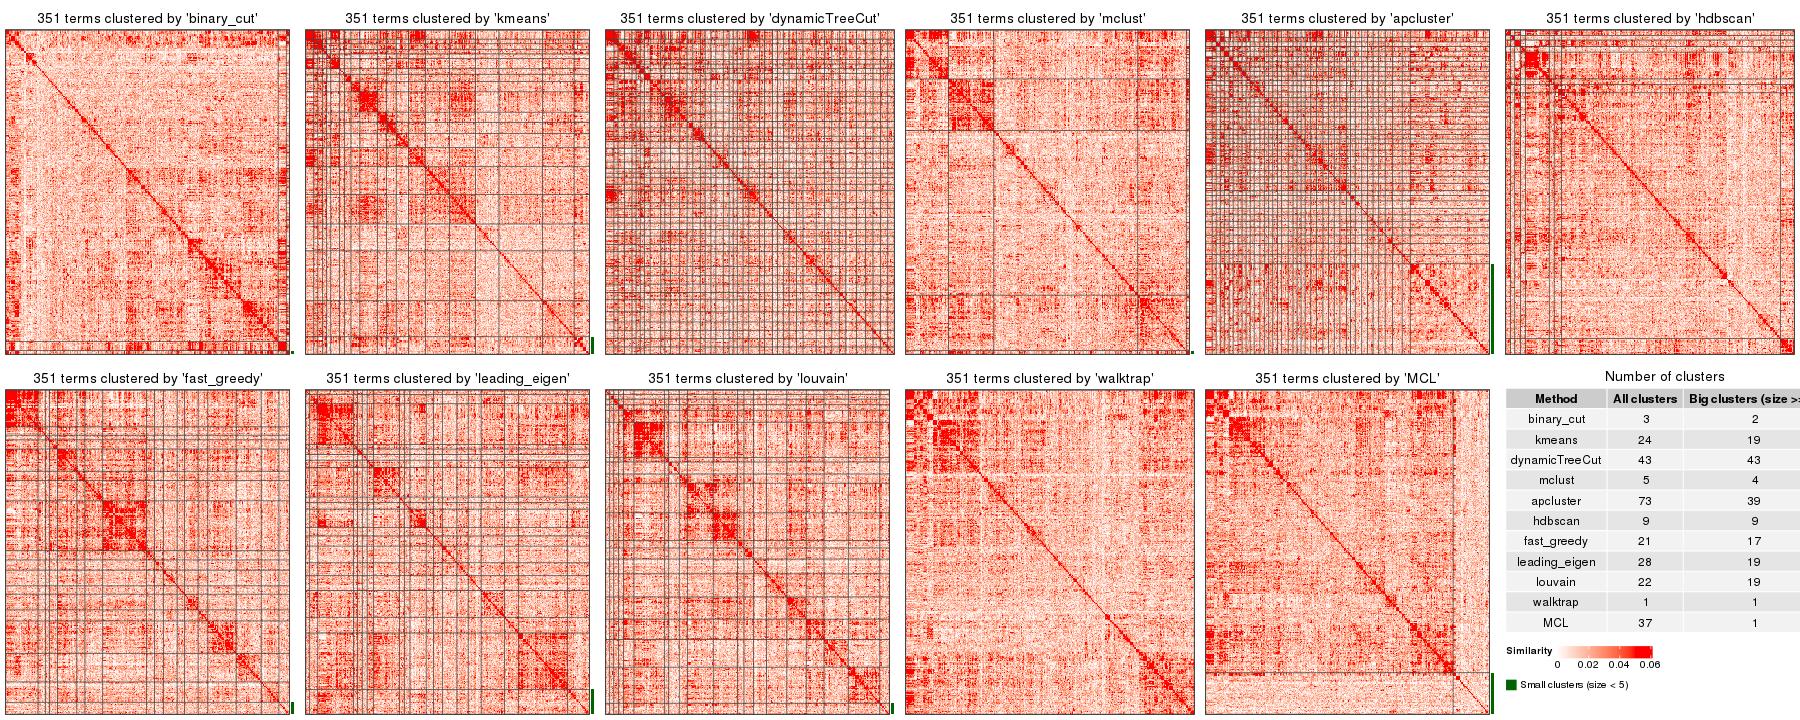 351 terms clustered by 'binary_cut'
351 terms clustered by 'kmeans'
351 terms clustered by 'dynamicTreeCut'
351 terms clustered by 'mclust'
351 terms clustered by 'apcluster'
351 terms clustered by 'hdbscan'
351 terms clustered by 'fast_greedy'
351 terms clustered by 'leading_eigen'
351 terms clustered by 'louvain'
351 terms clustered by 'walktrap'
351 terms clustered by 'MCL'
Number of clusters
Method All clusters Big clusters (size >=
binary_cut 3 2
kmeans 24 19
dynamicTreeCut 43 43
mclust 5 4
apcluster 73 39
hdbscan 9 9
fast_greedy 21 17
leading_eigen 28 19
louvain 22 19
walktrap 1 1
MCL 37 1
Similarity
0 0.02 0.04 0.06
Small clusters (size < 5)